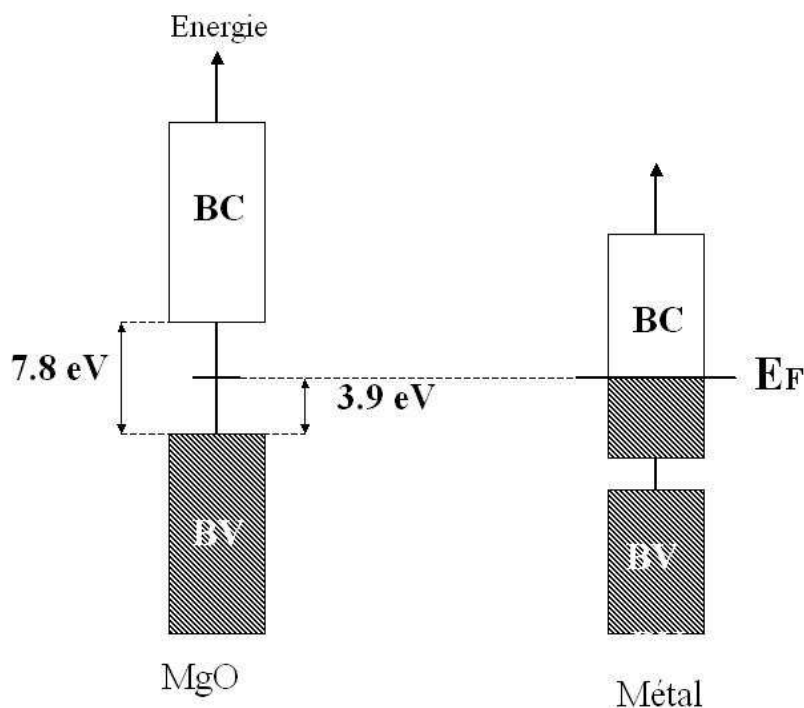 Energie
BC
BC
7.8 eV
3.9 eV
EF
BV
BV
MgO
Métal